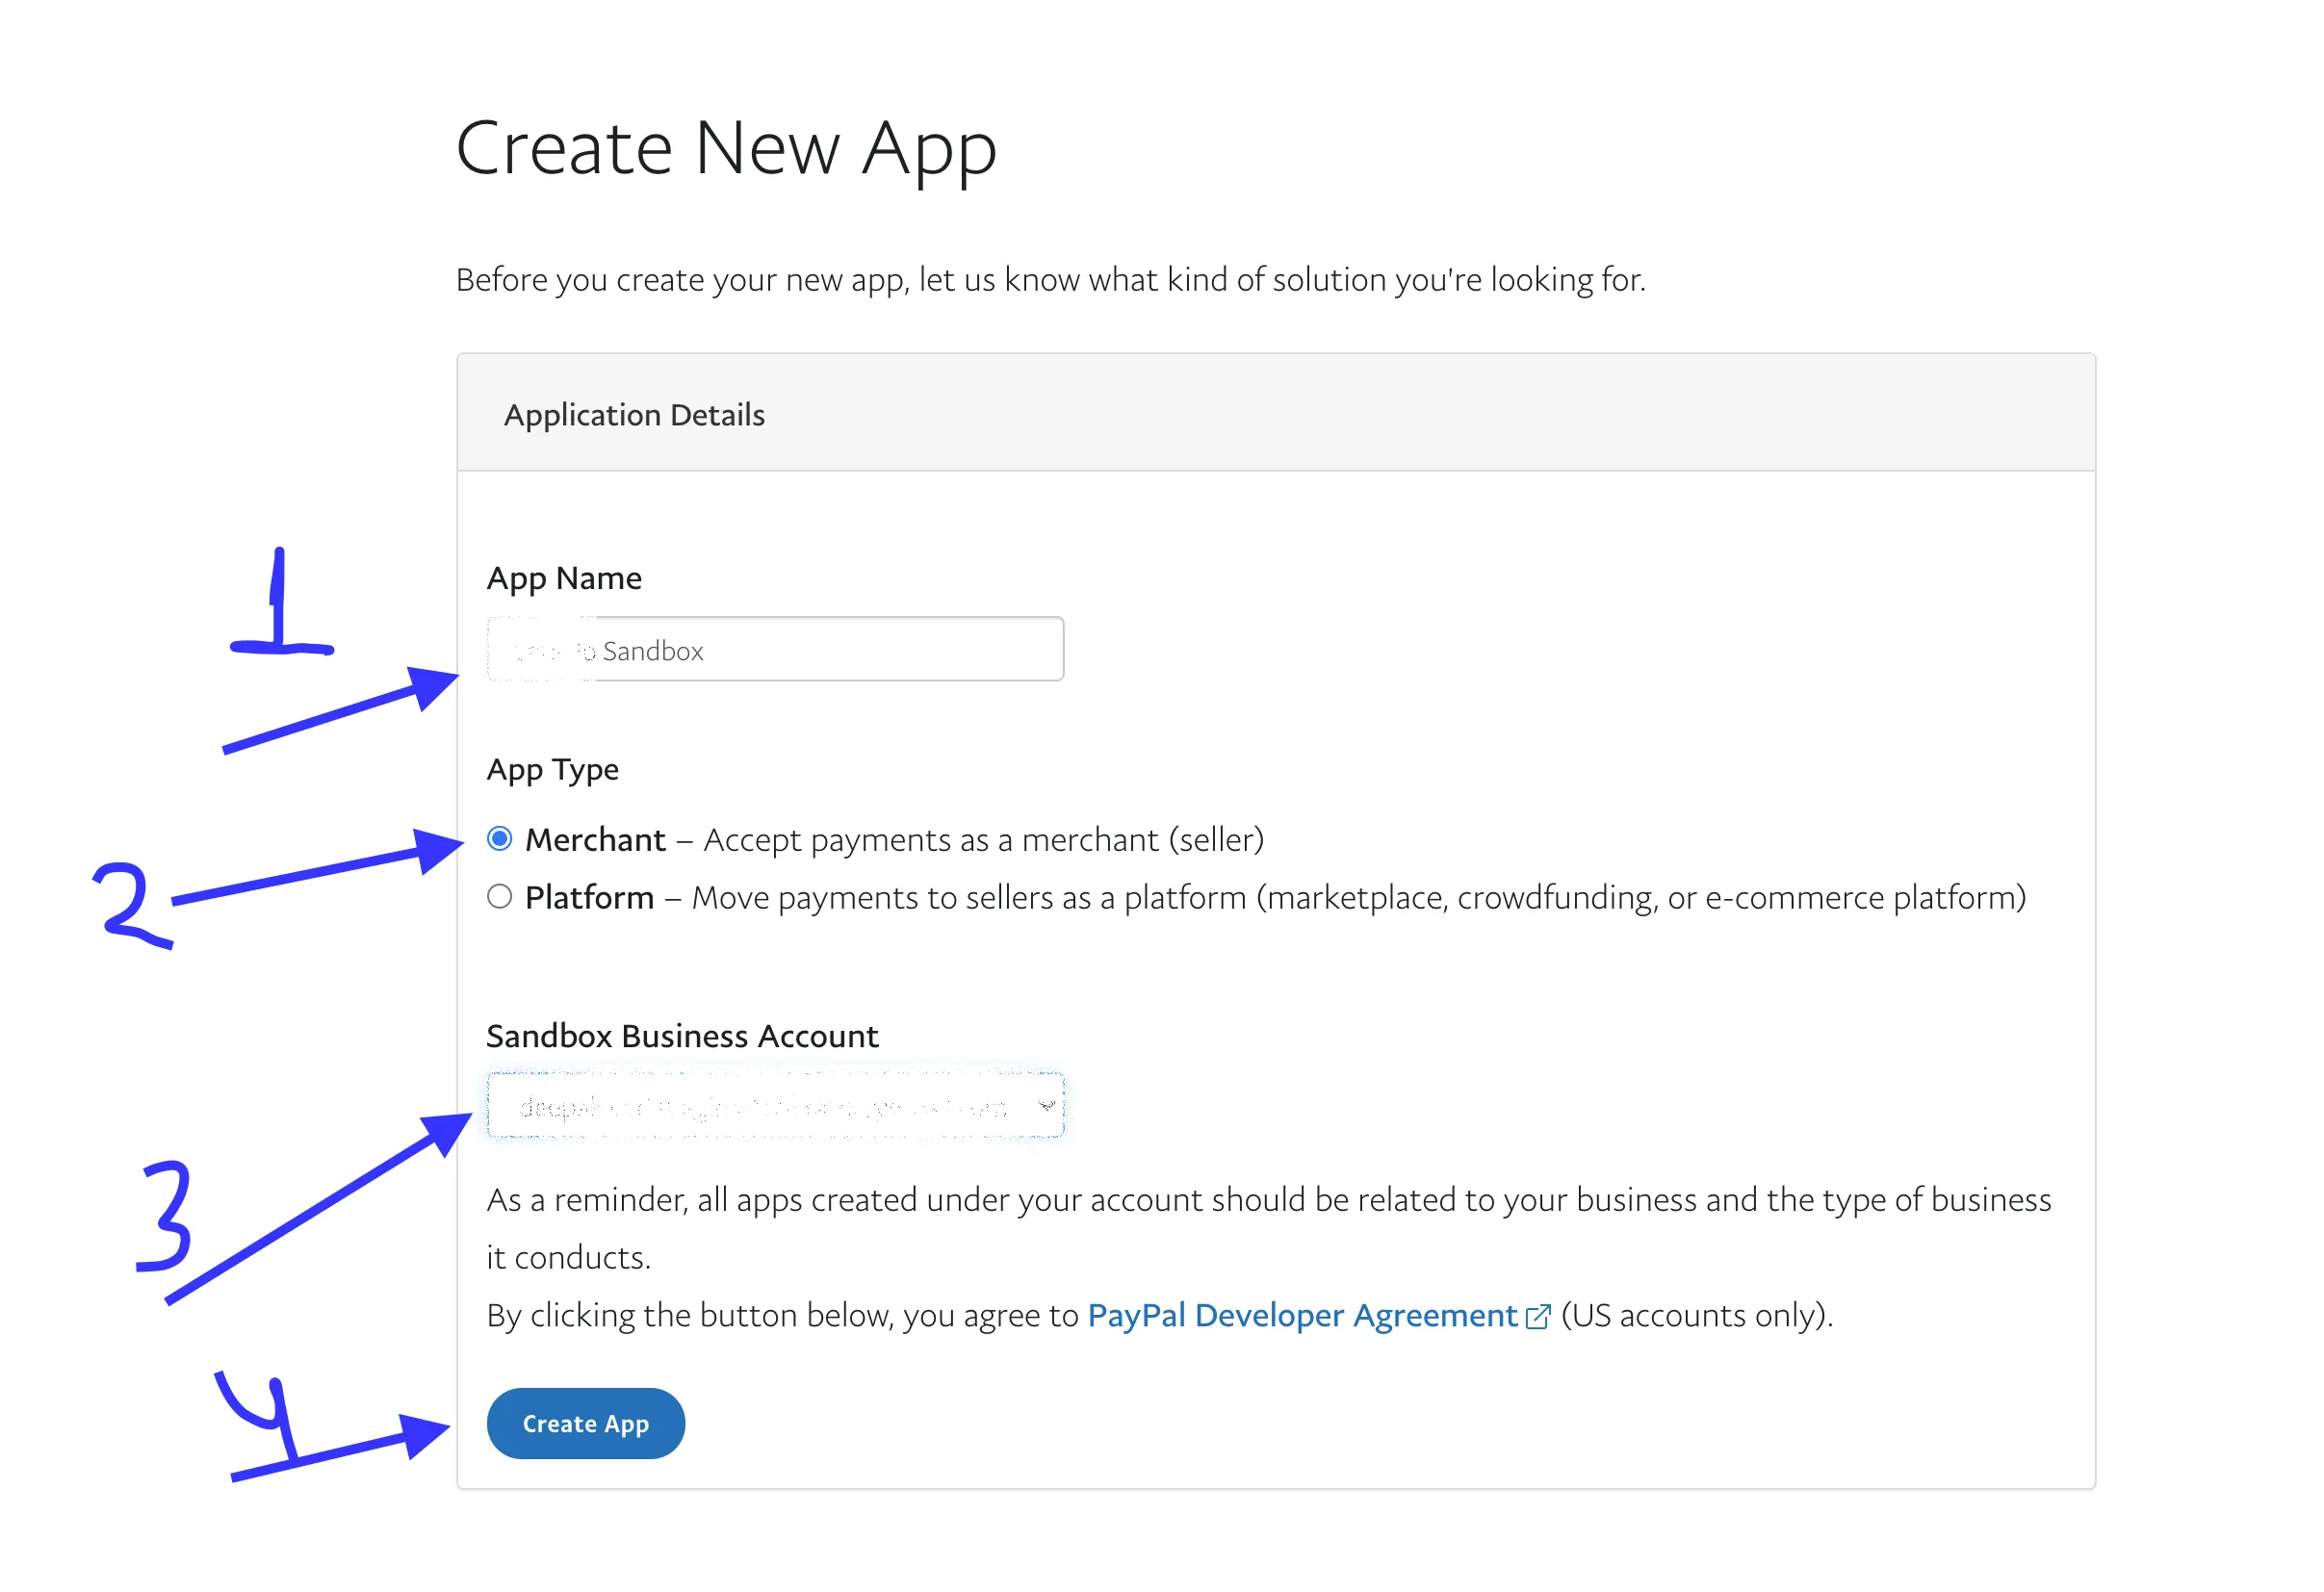 Create New App
Before you create your new app, let us know what kind of solution you're looking for.
Application Details
1
App Name
Sandbox
App Type
Merchant – Accept payments as a merchant (seller)
2
Platform – Move payments to sellers as a platform (marketplace, crowdfunding, or e-commerce platform)
Sandbox Business Account
3
As a reminder, all apps created under your account should be related to your business and the type of business
it conducts.
By clicking the button below, you agree to PayPal Developer Agreement (US accounts only).
4
Create App